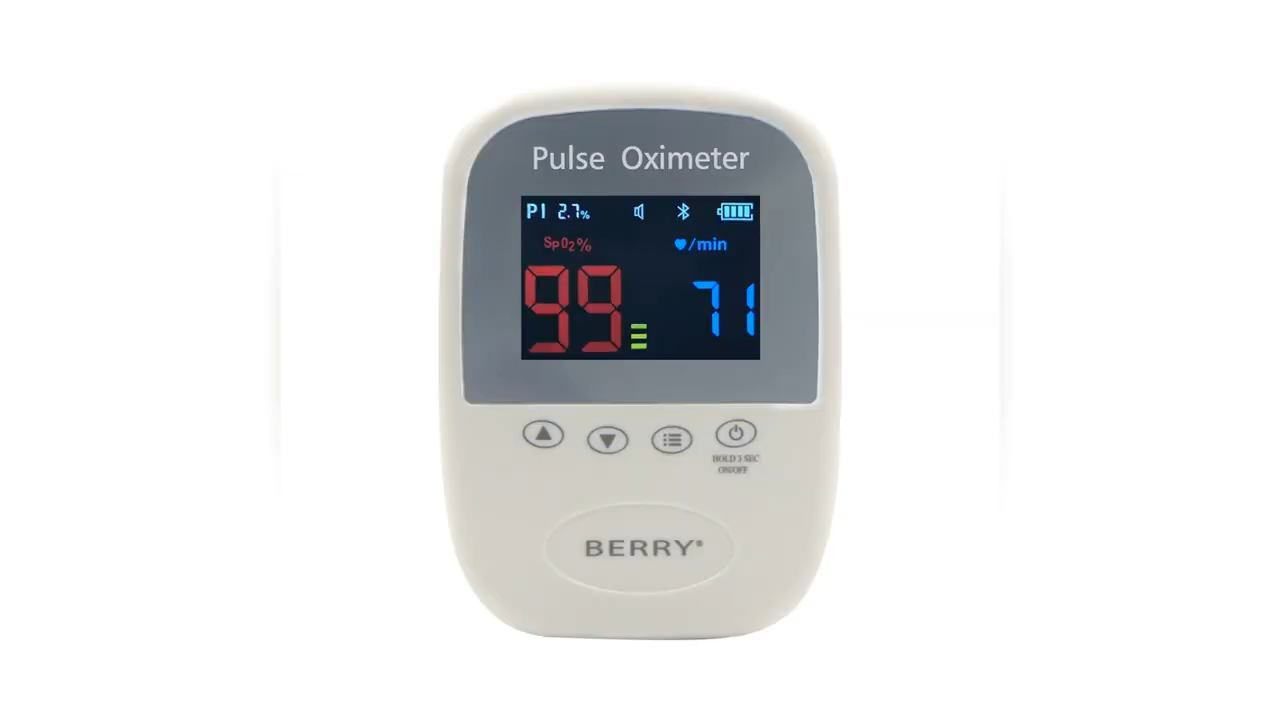 Pulse Oximeter
PI 2.7%
SpO2% ♥/min
99 71
HOLD 3 SEC
ON/OFF
BERRY®